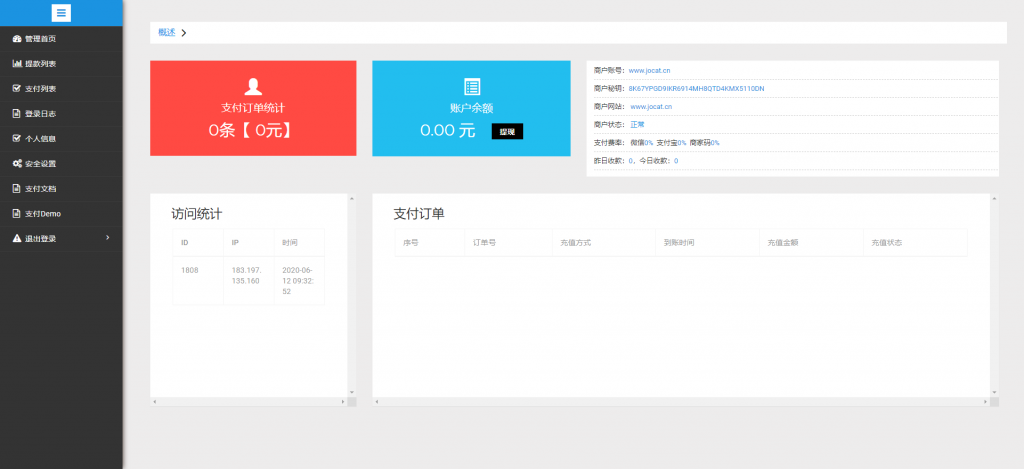 管理首页
提款列表
支付列表
登录日志
个人信息
安全设置
支付文档
支付Demo
退出登录
概述
支付订单统计
0条【 0元】
账户余额
0.00 元 提现
商户账号： www.jocat.cn
商户秘明： 8K67YPGD9IKR6914MH8QTD4KMX5110DN
商户网站： www.jocat.cn
商户状态： 正常
支付赛率： 微信0% 支付宝0% 商家码0%
昨日收款：0，今日收款：0
访问统计
ID IP 时间
1808 183.197.135.160 2020-06-12 09:32:52
支付订单
序号 订单号 充值方式 到账时间 充值金额 充值状态